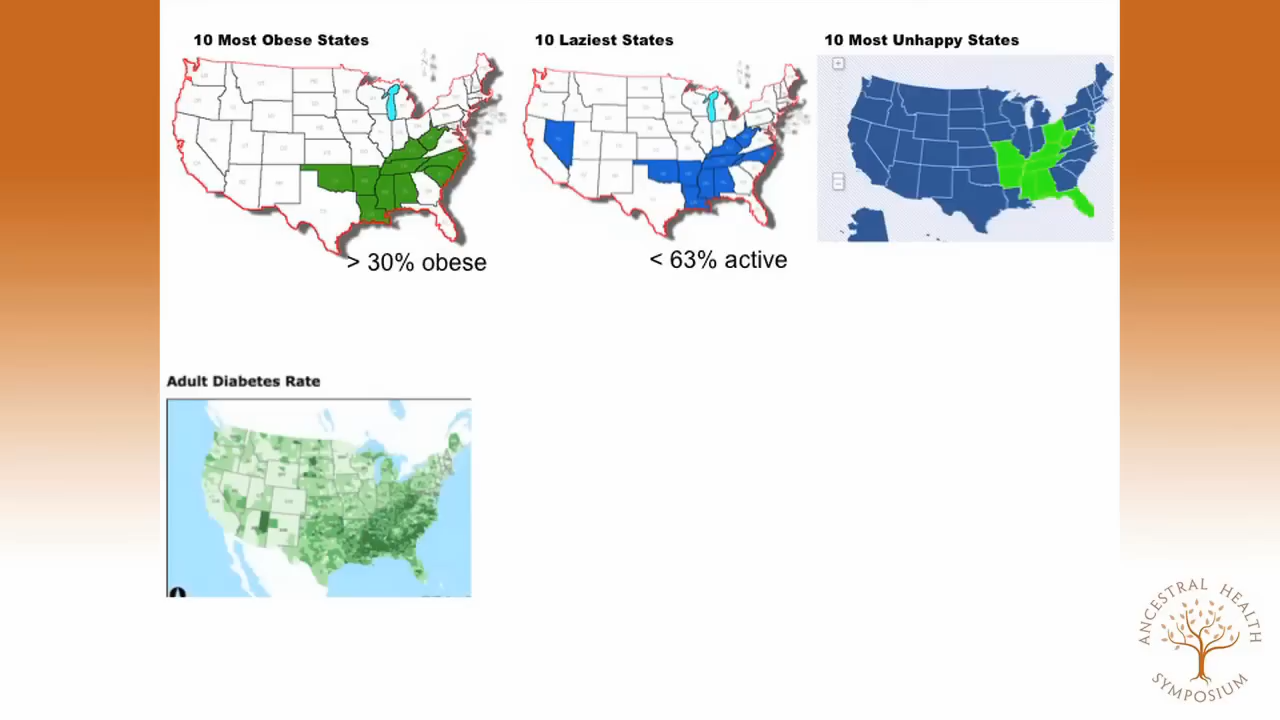 10 Most Obese States
10 Laziest States
10 Most Unhappy States
> 30% obese
< 63% active
Adult Diabetes Rate
ANCESTRAL HEALTH
SYMPOSIUM